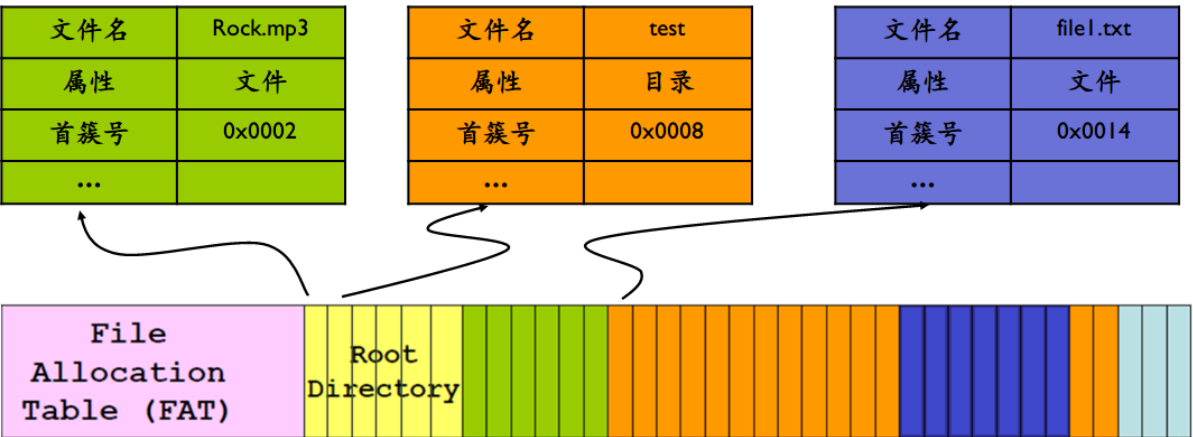 文件名 Rock.mp3
属性 文件
首簇号 0x0002
...
文件名 test
属性 目录
首簇号 0x0008
...
文件名 file1.txt
属性 文件
首簇号 0x0014
...
File
Allocation
Table (FAT)
Root
Directory